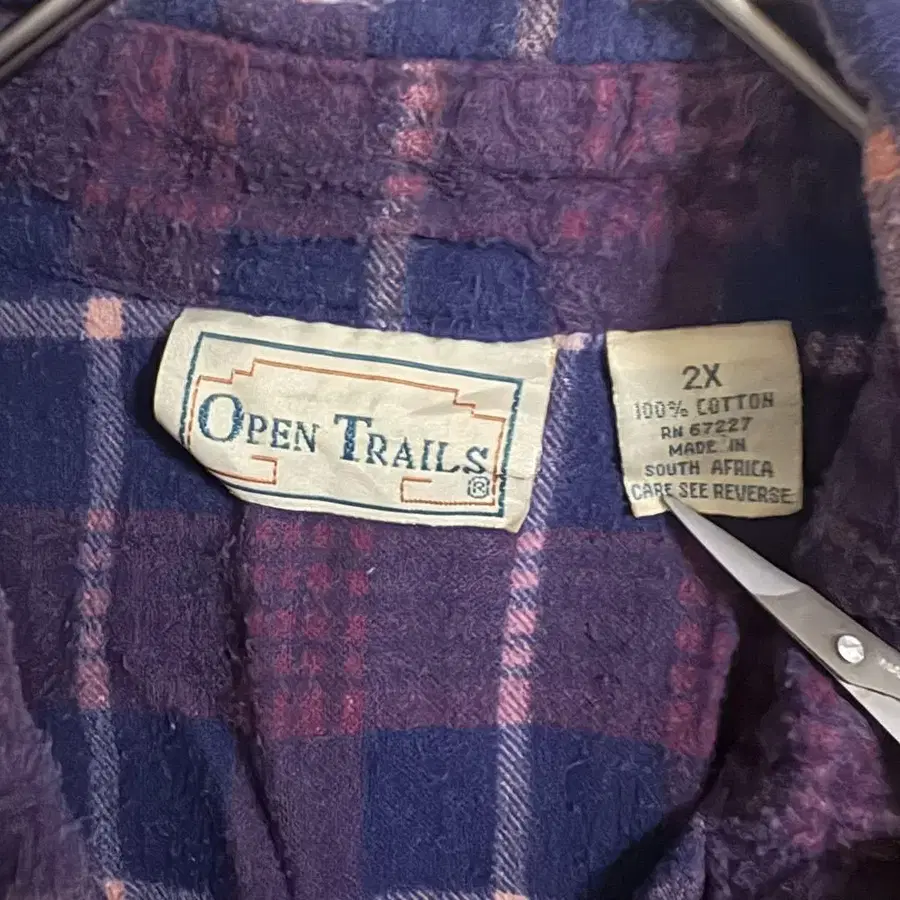 OPEN TRAILS
®
2X
100% COTTON
RN 67227
MADE IN
SOUTH AFRICA
CARE SEE REVERSE